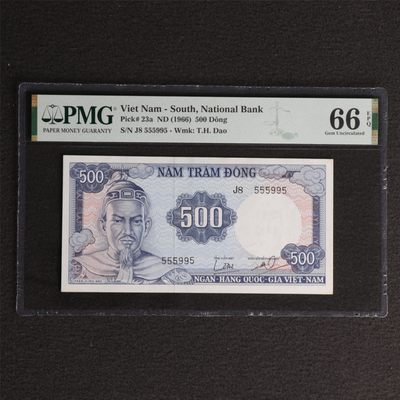 PMG
PAPER MONEY GUARANTY
Viet Nam - South, National Bank
Pick# 23a ND (1966) 500 Dông
S/N J8 555995 - Wmk: T.H. Dao
66 EPQ
Gem Uncirculated
500
NAM TRĂM ĐỒNG
J8 555995
500
555995
500
NGÂN-HÀNG QUỐC-GIA VIỆT-NAM